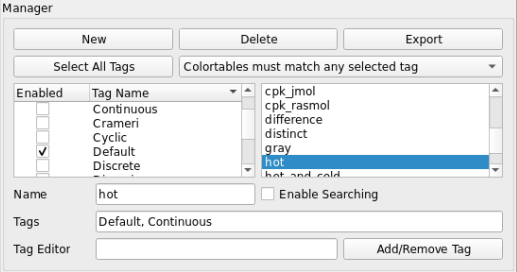 Manager
New Delete Export
Select All Tags Colortables must match any selected tag
Enabled Tag Name
Continuous
Crameri
Cyclic
Default
Discrete
cpk_jmol
cpk_rasmol
difference
distinct
gray
hot
hot_and_cold
Name hot Enable Searching
Tags Default, Continuous
Tag Editor Add/Remove Tag